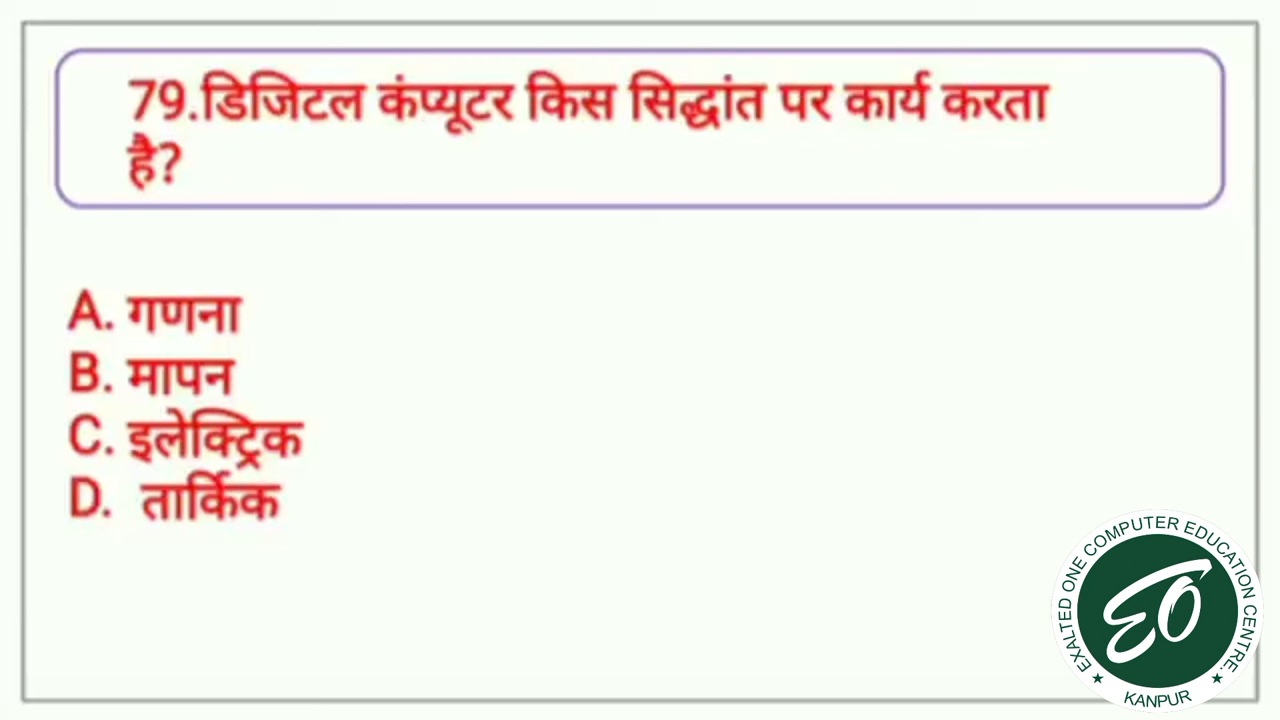 79.डिजिटल कंप्यूटर किस सिद्धांत पर कार्य करता
है?
A. गणना
B. मापन
C. इलेक्ट्रिक
D. तार्किक
EXALTED ONE COMPUTER EDUCATION CENTRE.
EO
KANPUR